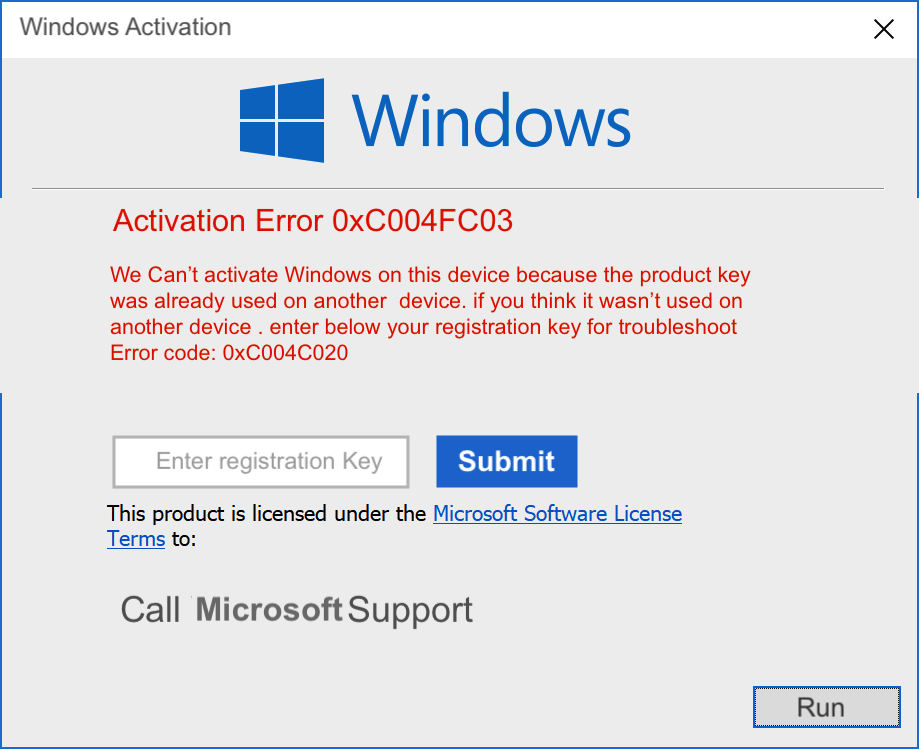 Windows Activation
Windows
Activation Error 0xC004FC03
We Can't activate Windows on this device because the product key
was already used on another  device. if you think it wasn't used on
another device . enter below your registration key for troubleshoot
Error code: 0xC004C020
Enter registration Key
Submit
This product is licensed under the Microsoft Software License
Terms to:
Call Microsoft Support
Run